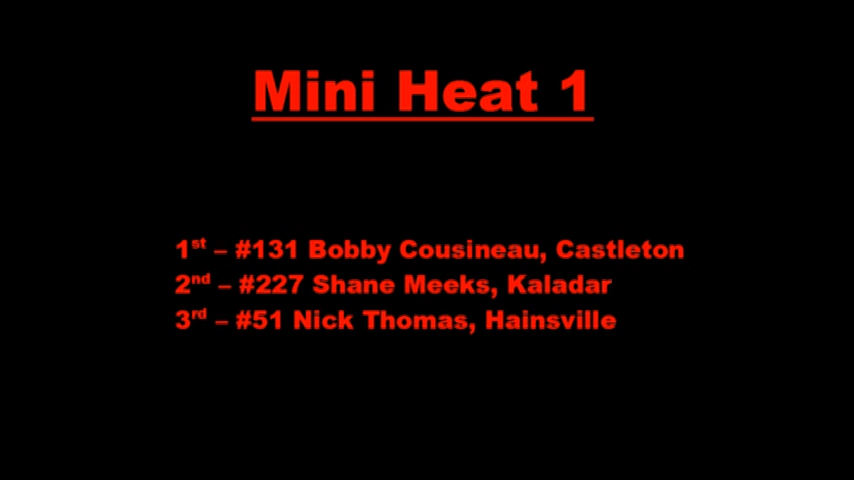 Mini Heat 1
1st – #131 Bobby Cousineau, Castleton
2nd – #227 Shane Meeks, Kaladar
3rd – #51 Nick Thomas, Hainsville